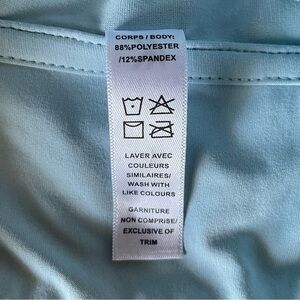 CORPS / BODY:
88%POLYESTER
/12%SPANDEX
LAVER AVEC
COULEURS
SIMILAIRES/
WASH WITH
LIKE COLOURS
GARNITURE
NON COMPRISE/
EXCLUSIVE OF
TRIM